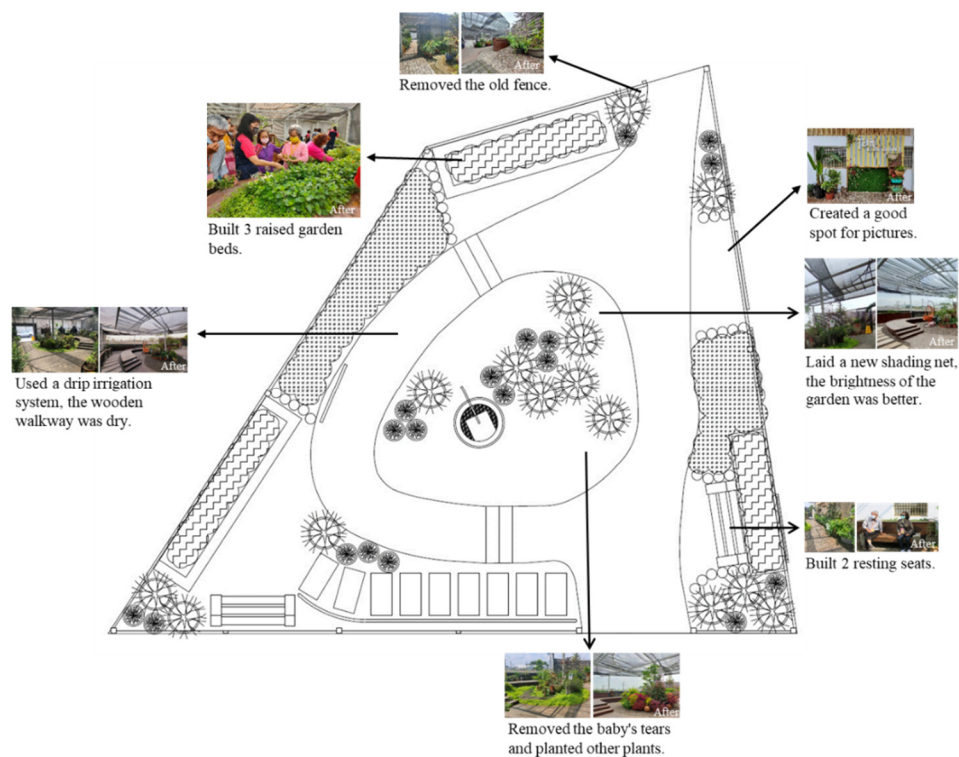 After
Removed the old fence.
After
Built 3 raised garden
beds.
After
Created a good
spot for pictures.
After
Laid a new shading net,
the brightness of the
garden was better.
After
Used a drip irrigation
system, the wooden
walkway was dry.
After
Built 2 resting seats.
After
Removed the baby's tears
and planted other plants.